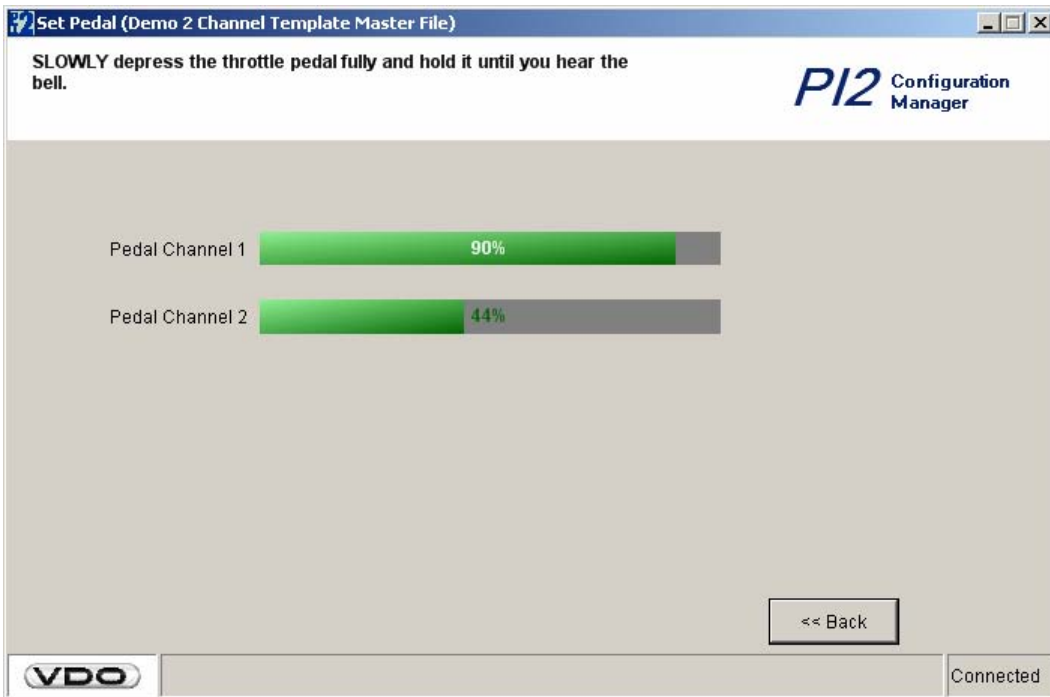 Set Pedal (Demo 2 Channel Template Master File)
SLOWLY depress the throttle pedal fully and hold it until you hear the
bell.
PI2 Configuration
Manager
Pedal Channel 1 90%
Pedal Channel 2 44%
<< Back
VDO
Connected